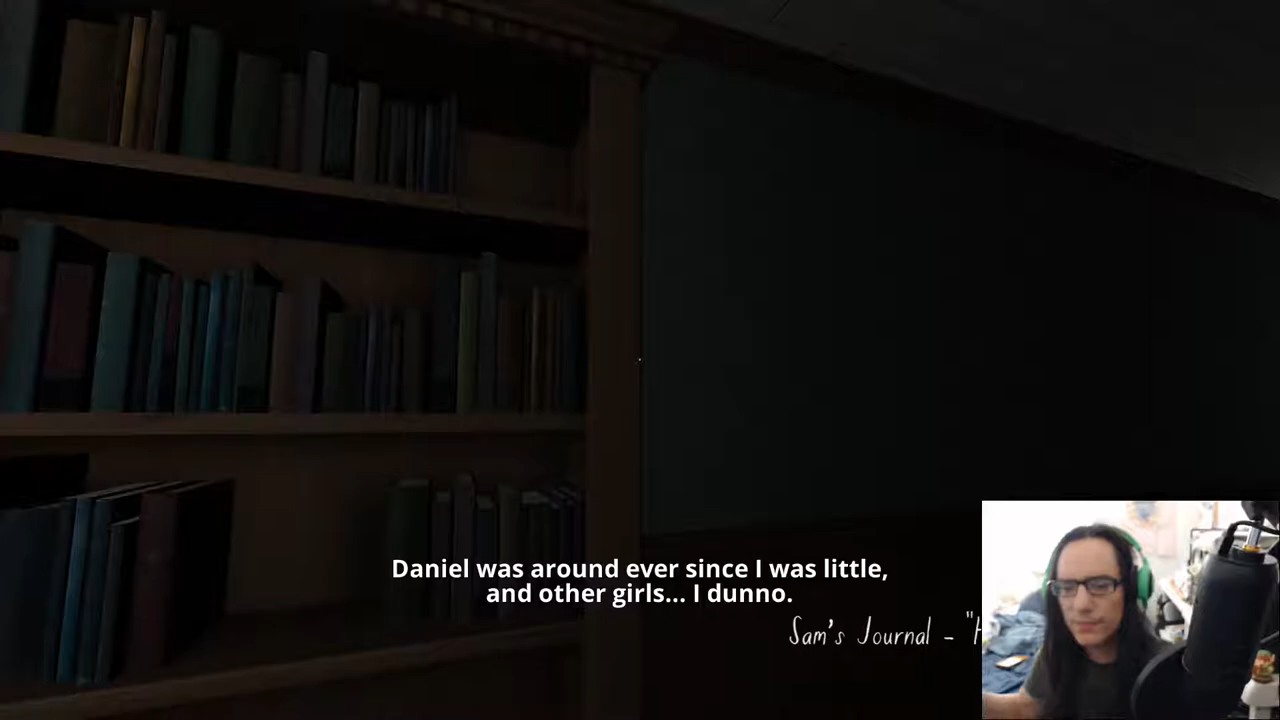 Daniel was around ever since I was little,
and other girls... I dunno.
Sam's Journal - "